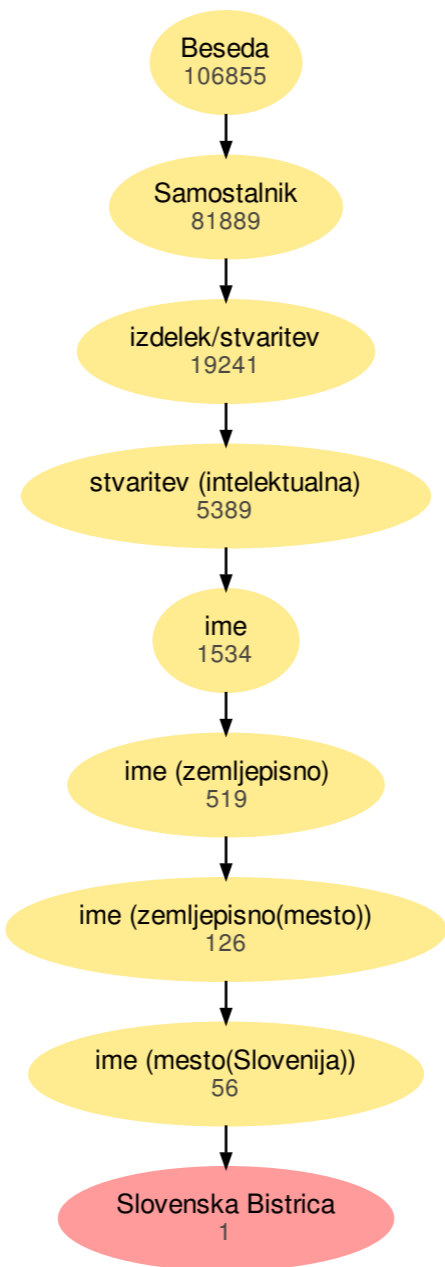 Beseda
106855
Samostalnik
81889
izdelek/stvaritev
19241
stvaritev (intelektualna)
5389
ime
1534
ime (zemljepisno)
519
ime (zemljepisno(mesto))
126
ime (mesto(Slovenija))
56
Slovenska Bistrica
1